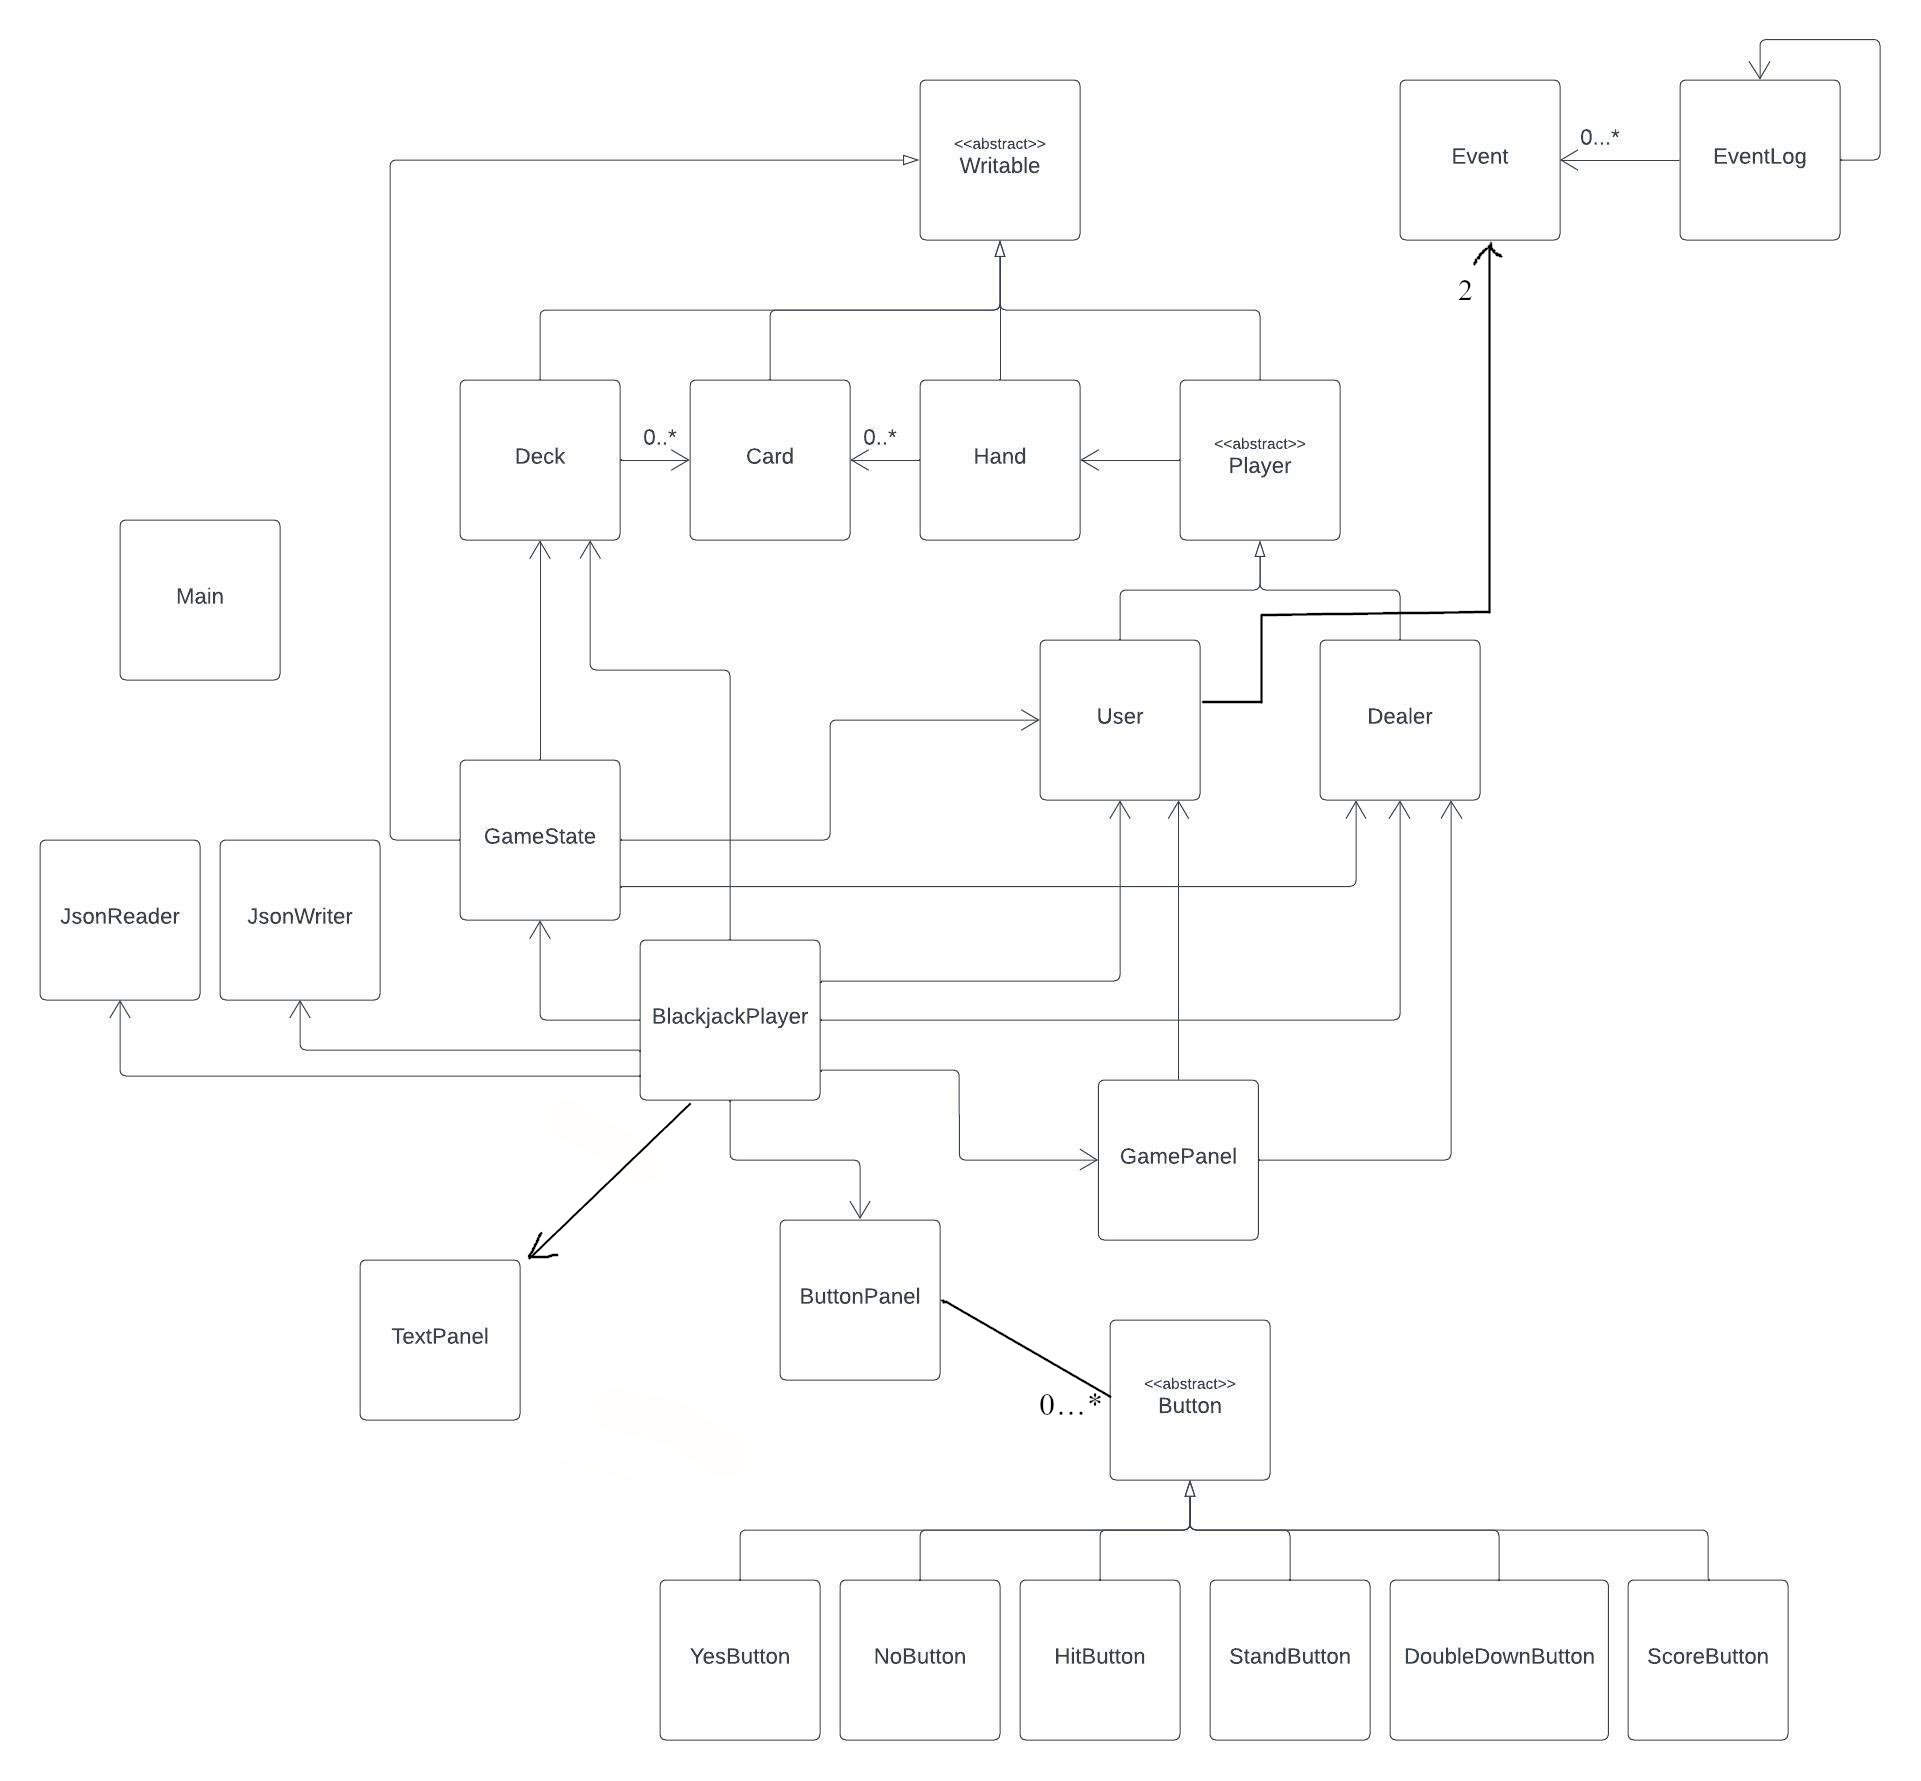 <<abstract>>
Writable
Event
0...*
EventLog
2
Deck
0..*
Card
0..*
Hand
<<abstract>>
Player
Main
User
Dealer
GameState
JsonReader
JsonWriter
BlackjackPlayer
GamePanel
ButtonPanel
TextPanel
<<abstract>>
Button
0...*
YesButton
NoButton
HitButton
StandButton
DoubleDownButton
ScoreButton